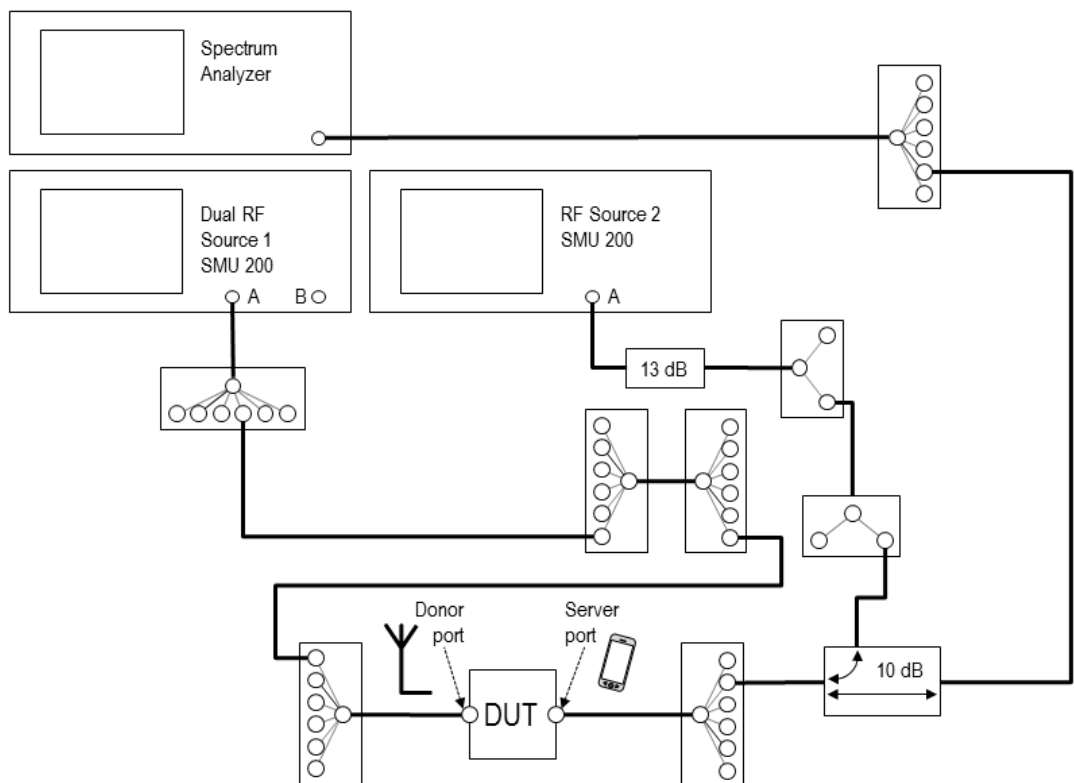 Spectrum
Analyzer
Dual RF
Source 1
SMU 200
A
B
RF Source 2
SMU 200
A
13 dB
Donor
port
Server
port
10 dB
DUT